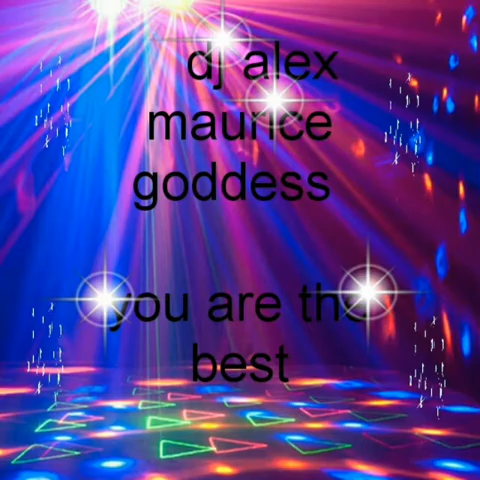 dj alex
maurice
goddess
you are the
best